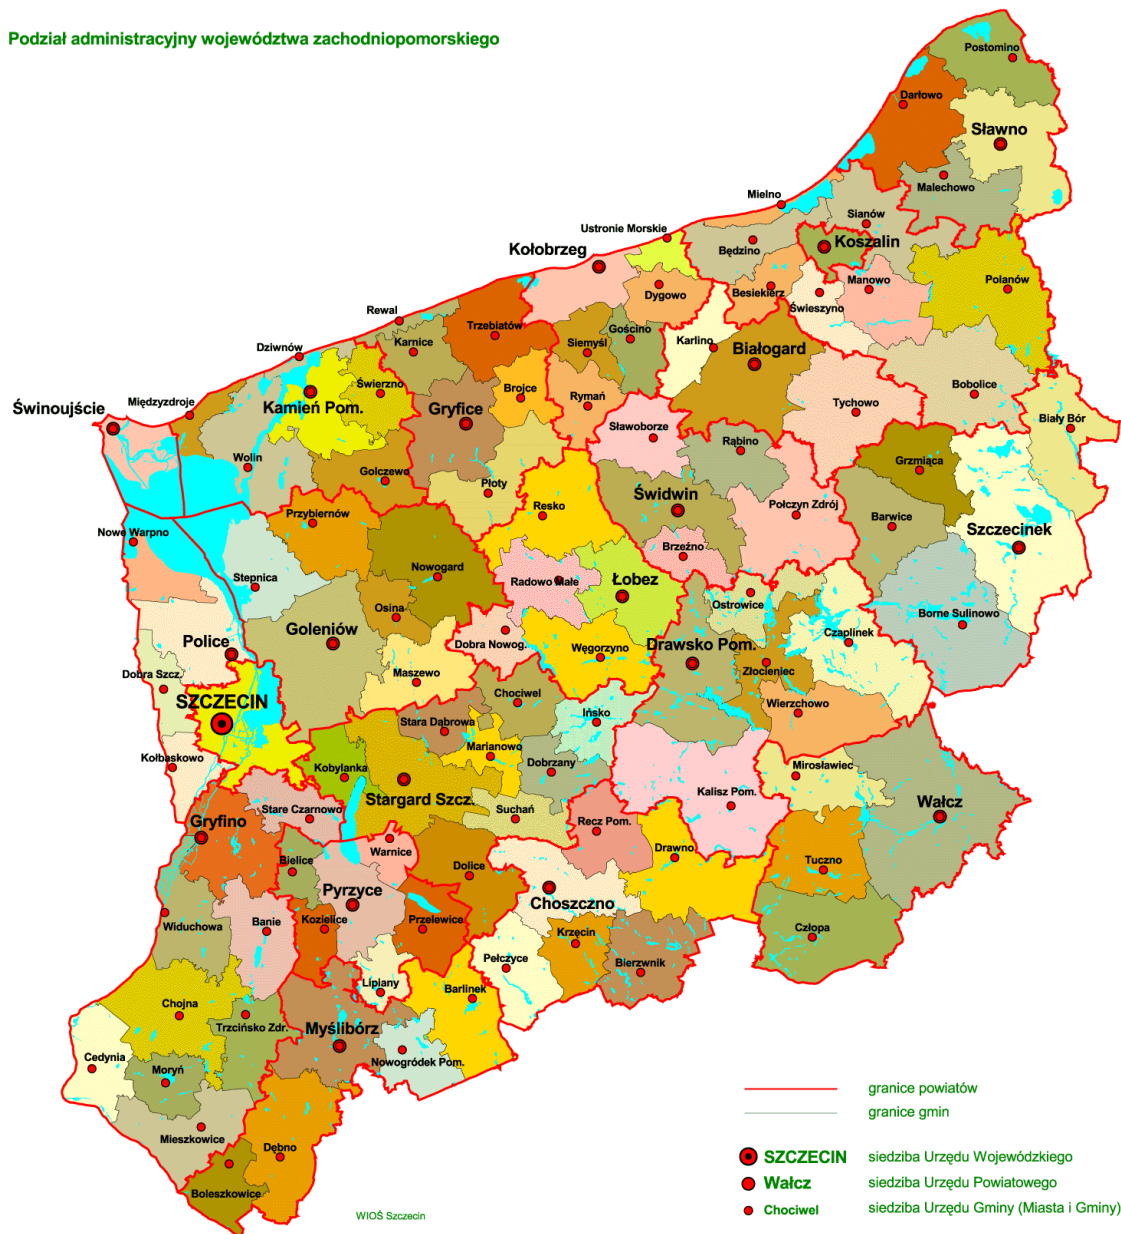 Podział administracyjny województwa zachodniopomorskiego
Postomino
Darłowo
Sławno
Malechowo
Mielno
Sianów
Ustronie Morskie
Koszalin
Będzino
Kołobrzeg
Manowo
Polanów
Dygowo
Besiekierz
Świeszyno
Rewal
Trzebiatów
Gościno
Siemyśl
Karlino
Białogard
Karnice
Dziwnów
Świerzno
Brojce
Rymań
Bobolice
Tychowo
Międzyzdroje
Kamień Pom.
Gryfice
Świnoujście
Biały Bór
Sławoborze
Rąbino
Wolin
Golczewo
Grzmiąca
Płoty
Świdwin
Resko
Połczyn Zdrój
Przybiernów
Barwice
Szczecinek
Nowe Warpno
Brzeźno
Nowogard
Stepnica
Radowo Małe
Łobez
Osina
Ostrowice
Borne Sulinowo
Goleniów
Czaplinek
Police
Dobra Nowog.
Drawsko Pom.
Węgorzyno
Dobra Szcz.
Maszewo
Złocieniec
Chociwel
SZCZECIN
Wierzchowo
Stara Dąbrowa
Ińsko
Marianowo
Kołbaskowo
Kobylanka
Dobrzany
Mirosławiec
Stargard Szcz.
Kalisz Pom.
Wałcz
Stare Czarnowo
Suchań
Gryfino
Recz Pom.
Warnice
Drawno
Bielice
Dolice
Tuczno
Pyrzyce
Choszczno
Widuchowa
Banie
Kozielice
Przelewice
Krzęcin
Człopa
Pełczyce
Bierzwnik
Lipiany
Barlinek
Chojna
Trzcińsko Zdr.
Myślibórz
Cedynia
Nowogródek Pom.
Moryń
Mieszkowice
Dębno
Boleszkowice
granice powiatów
granice gmin
SZCZECIN siedziba Urzędu Wojewódzkiego
Wałcz siedziba Urzędu Powiatowego
Chociwel siedziba Urzędu Gminy (Miasta i Gminy)
WIOŚ Szczecin